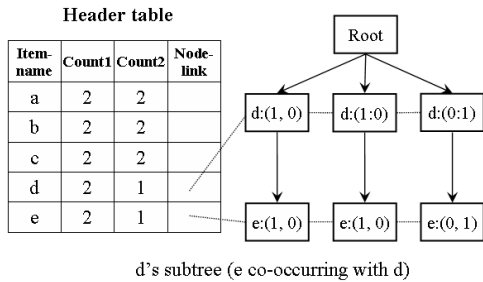 Header table
Item-name Count1 Count2 Node-link
a 2 2
b 2 2
c 2 2
d 2 1
e 2 1
Root
d:(1, 0) d:(1:0) d:(0:1)
e:(1, 0) e:(1, 0) e:(0, 1)
d's subtree (e co-occurring with d)